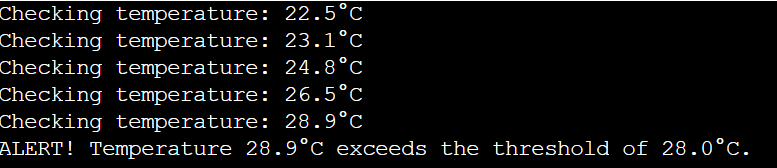 Checking temperature: 22.5°C
Checking temperature: 23.1°C
Checking temperature: 24.8°C
Checking temperature: 26.5°C
Checking temperature: 28.9°C
ALERT! Temperature 28.9°C exceeds the threshold of 28.0°C.